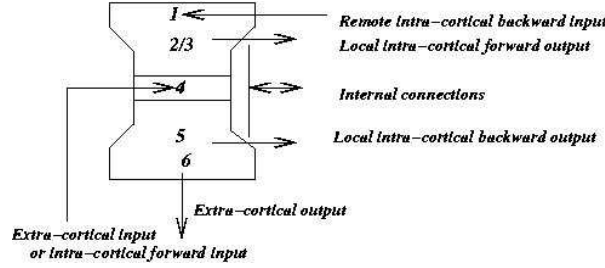 1
Remote intra-cortical backward input
2/3
Local intra-cortical forward output
4
Internal connections
5
Local intra-cortical backward output
6
Extra-cortical output
Extra-cortical input
or intra-cortical forward input